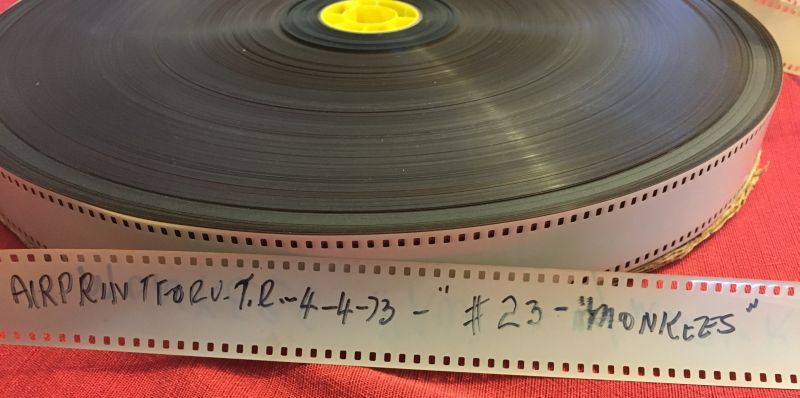 AIRPRINT FOR V.T.R. - 4-4-73 - " #23 - "MONKEES"